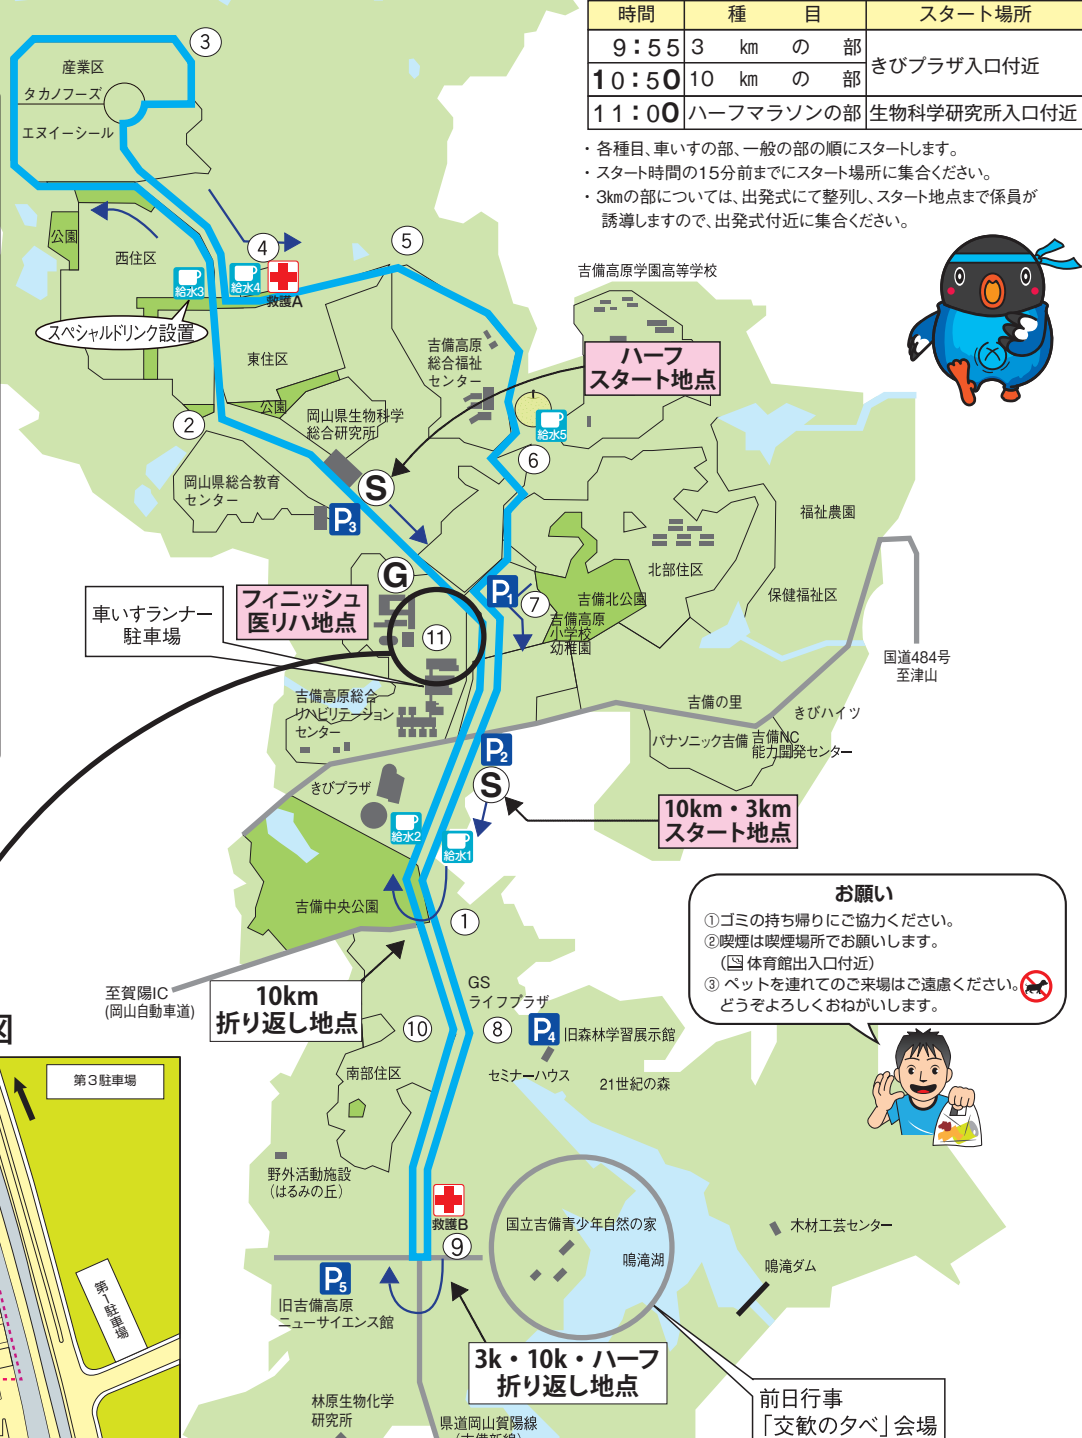 時間 種目 スタート場所
9:55 3kmの部 きびプラザ入口付近
10:50 10kmの部
11:00 ハーフマラソンの部 生物科学研究所入口付近
・各種目、車いすの部、一般の部の順にスタートします。
・スタート時間の15分前までにスタート場所に集合ください。
・3kmの部については、出発式にて整列し、スタート地点まで係員が
誘導しますので、出発式付近に集合ください。
③
産業区
タカノフーズ
エヌイーシール
公園
西住区
④
⑤
給水3
給水4
救護A
スペシャルドリンク設置
吉備高原学園高等学校
東住区
吉備高原
総合福祉
センター
ハーフ
スタート地点
公園
②
岡山県生物科学
総合研究所
給水5
⑥
岡山県総合教育
センター
S
P3
福祉農園
北部住区
保健福祉区
G
P1
⑦
吉備北公園
吉備高原
小学校
幼稚園
車いすランナー
駐車場
フィニッシュ
医リハ地点
⑪
国道484号
至津山
吉備高原総合
リハビリテーション
センター
吉備の里
きびハイツ
パナソニック吉備
吉備NC
能力開発センター
P2
きびプラザ
S
10km・3km
スタート地点
給水2
給水1
吉備中央公園
①
お願い
①ゴミの持ち帰りにご協力ください。
②喫煙は喫煙場所でお願いします。
(体育館出入口付近)
③ ペットを連れてのご来場はご遠慮ください。
どうぞよろしくおねがいします。
至賀陽IC
(岡山自動車道)
10km
折り返し地点
GS
ライフプラザ
⑩
⑧
P4
旧森林学習展示館
セミナーハウス
21世紀の森
図
第3駐車場
南部住区
野外活動施設
(はるみの丘)
救護B
⑨
国立吉備青少年自然の家
鳴滝湖
木材工芸センター
鳴滝ダム
第1駐車場
P5
旧吉備高原
ニューサイエンス館
3k・10k・ハーフ
折り返し地点
林原生物化学
研究所
県道岡山賀陽線
(吉備新線)
前日行事
「交歓の夕べ」会場